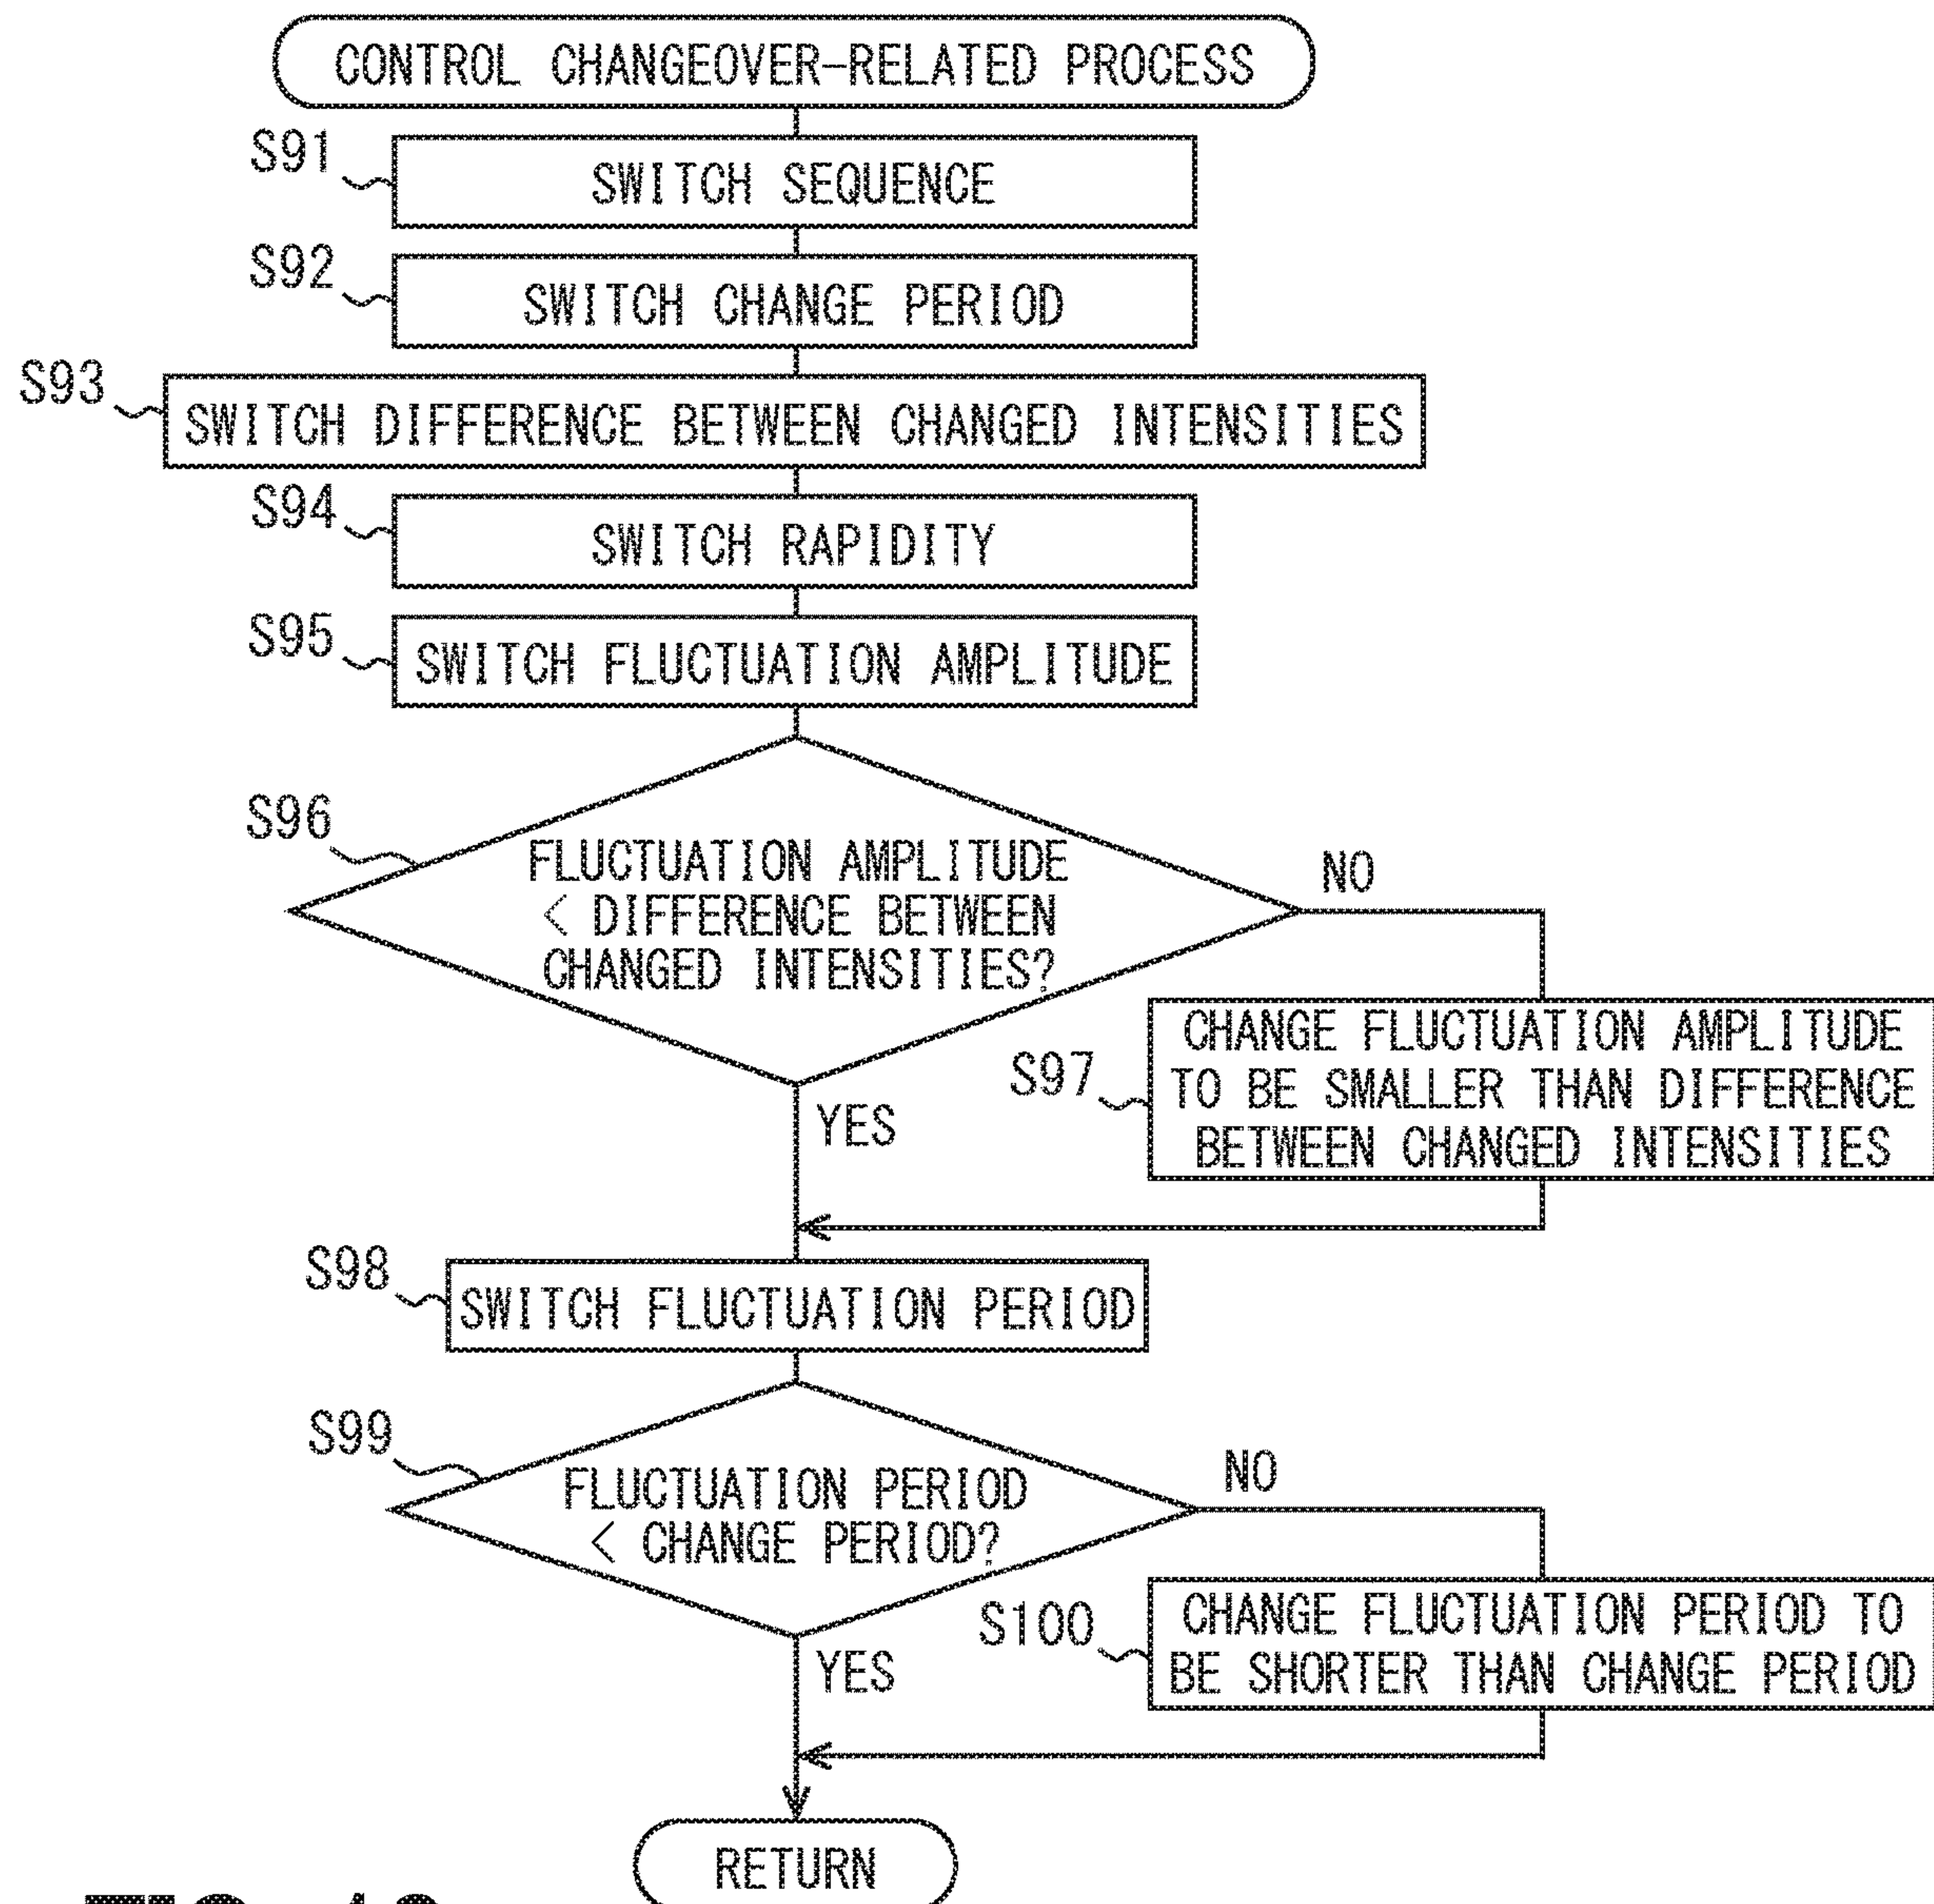 CONTROL CHANGEOVER-RELATED PROCESS
S91
SWITCH SEQUENCE
S92
SWITCH CHANGE PERIOD
S93
SWITCH DIFFERENCE BETWEEN CHANGED INTENSITIES
S94
SWITCH RAPIDITY
S95
SWITCH FLUCTUATION AMPLITUDE
S96
FLUCTUATION AMPLITUDE
< DIFFERENCE BETWEEN
CHANGED INTENSITIES?
NO
YES
S97
CHANGE FLUCTUATION AMPLITUDE
TO BE SMALLER THAN DIFFERENCE
BETWEEN CHANGED INTENSITIES
S98
SWITCH FLUCTUATION PERIOD
S99
FLUCTUATION PERIOD
< CHANGE PERIOD?
NO
YES
S100
CHANGE FLUCTUATION PERIOD TO
BE SHORTER THAN CHANGE PERIOD
RETURN